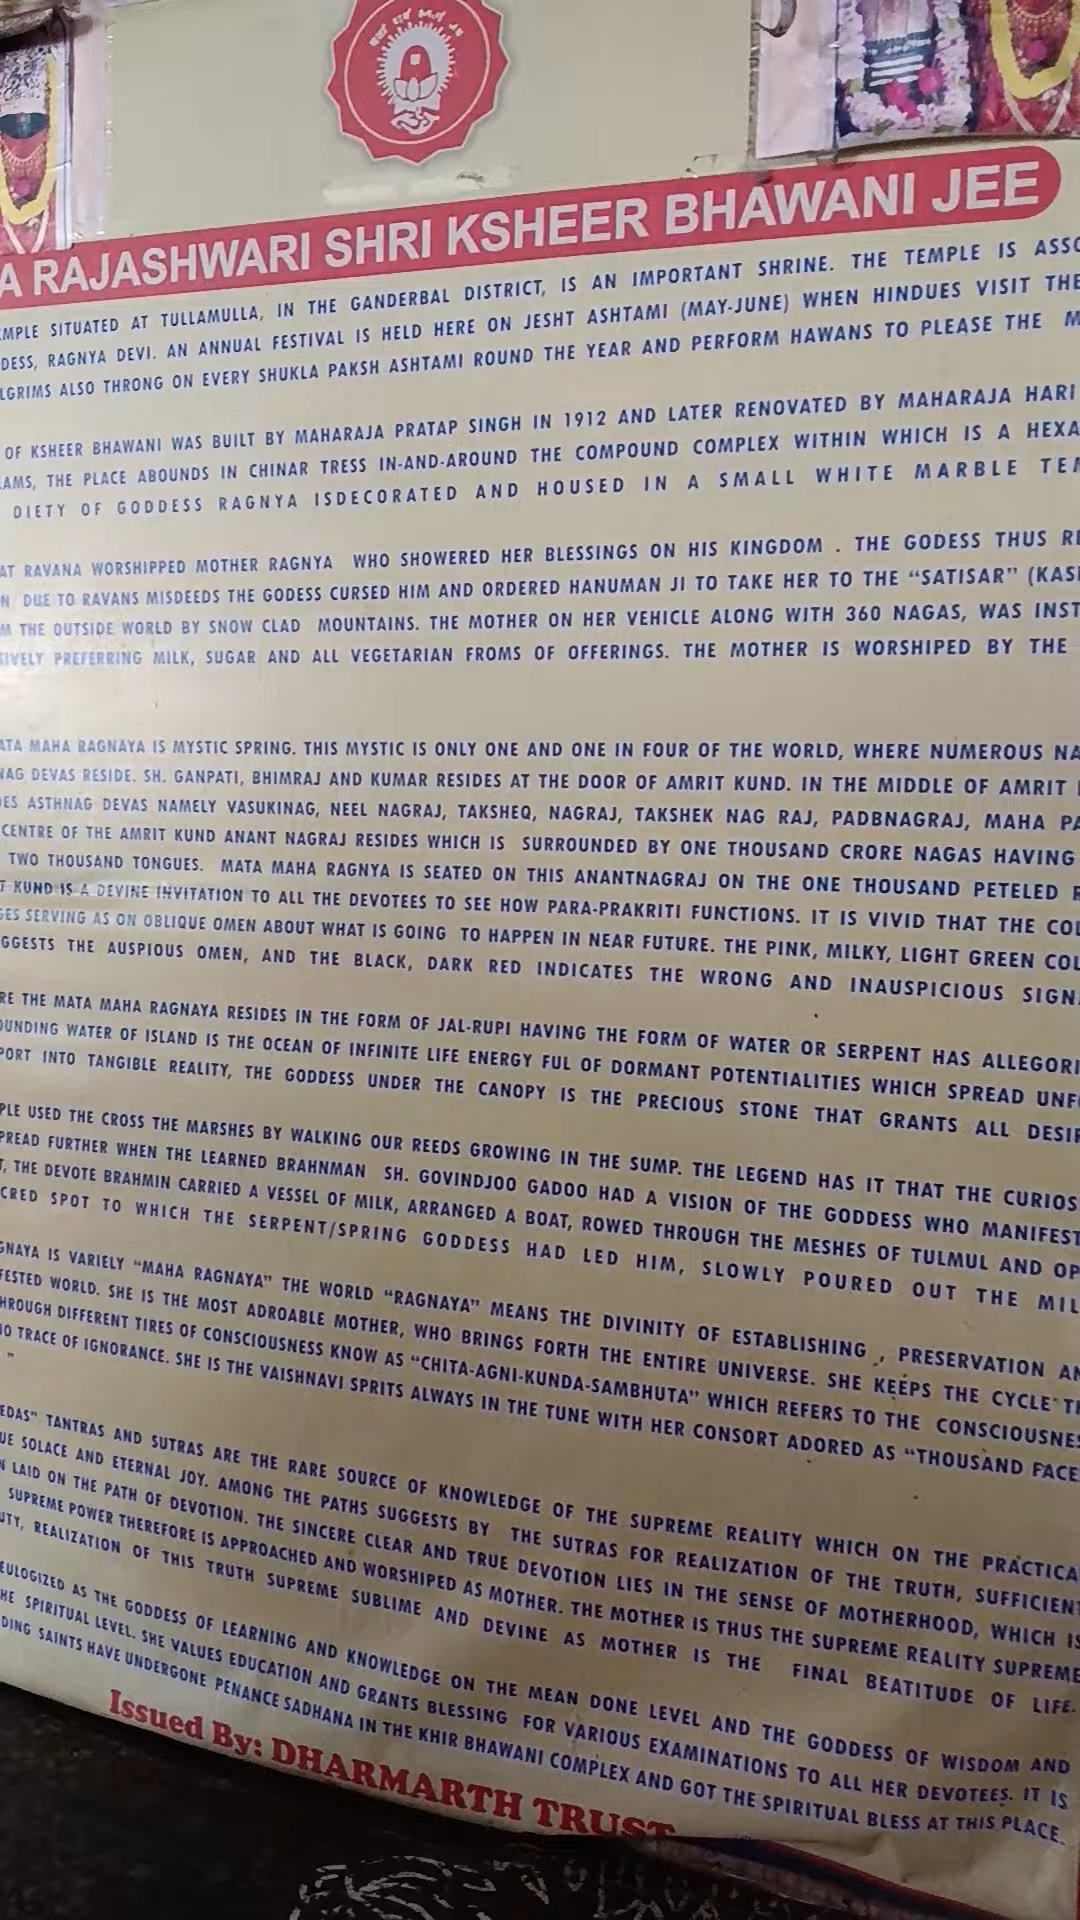 A RAJASHWARI SHRI KSHEER BHAWANI JEE
EMPLE SITUATED AT TULLAMULLA, IN THE GANDERBAL DISTRICT, IS AN IMPORTANT SHRINE. THE TEMPLE IS ASSO
DESS, RAGNYA DEVI. AN ANNUAL FESTIVAL IS HELD HERE ON JESHT ASHTAMI (MAY-JUNE) WHEN HINDUES VISIT THE
LGRIMS ALSO THRONG ON EVERY SHUKLA PAKSH ASHTAMI ROUND THE YEAR AND PERFORM HAWANS TO PLEASE THE M
OF KSHEER BHAWANI WAS BUILT BY MAHARAJA PRATAP SINGH IN 1912 AND LATER RENOVATED BY MAHARAJA HARI
AMS, THE PLACE ABOUNDS IN CHINAR TRESS IN-AND-AROUND THE COMPOUND COMPLEX WITHIN WHICH IS A HEXA
DIETY OF GODDESS RAGNYA ISDECORATED AND HOUSED IN A SMALL WHITE MARBLE TEM
AT RAVANA WORSHIPPED MOTHER RAGNYA WHO SHOWERED HER BLESSINGS ON HIS KINGDOM . THE GODESS THUS RE
N DUE TO RAVANS MISDEEDS THE GODESS CURSED HIM AND ORDERED HANUMAN JI TO TAKE HER TO THE "SATISAR" (KASH
M THE OUTSIDE WORLD BY SNOW CLAD MOUNTAINS. THE MOTHER ON HER VEHICLE ALONG WITH 360 NAGAS, WAS INST
SIVELY PREFERRING MILK, SUGAR AND ALL VEGETARIAN FROMS OF OFFERINGS. THE MOTHER IS WORSHIPED BY THE
ATA MAHA RAGNAYA IS MYSTIC SPRING. THIS MYSTIC IS ONLY ONE AND ONE IN FOUR OF THE WORLD, WHERE NUMEROUS NA
NAG DEVAS RESIDE. SH. GANPATI, BHIMRAJ AND KUMAR RESIDES AT THE DOOR OF AMRIT KUND. IN THE MIDDLE OF AMRIT
DES ASTHNAG DEVAS NAMELY VASUKINAG, NEEL NAGRAJ, TAKSHEQ, NAGRAJ, TAKSHEK NAG RAJ, PADBNAGRAJ, MAHA PA
CENTRE OF THE AMRIT KUND ANANT NAGRAJ RESIDES WHICH IS SURROUNDED BY ONE THOUSAND CRORE NAGAS HAVING
TWO THOUSAND TONGUES. MATA MAHA RAGNYA IS SEATED ON THIS ANANTNAGRAJ ON THE ONE THOUSAND PETELED
T KUND IS A DEVINE INVITATION TO ALL THE DEVOTEES TO SEE HOW PARA-PRAKRITI FUNCTIONS. IT IS VIVID THAT THE COL
GES SERVING AS ON OBLIQUE OMEN ABOUT WHAT IS GOING TO HAPPEN IN NEAR FUTURE. THE PINK, MILKY, LIGHT GREEN COL
GGESTS THE AUSPIOUS OMEN, AND THE BLACK, DARK RED INDICATES THE WRONG AND INAUSPICIOUS SIGN
RE THE MATA MAHA RAGNAYA RESIDES IN THE FORM OF JAL-RUPI HAVING THE FORM OF WATER OR SERPENT HAS ALLEGORI
OUNDING WATER OF ISLAND IS THE OCEAN OF INFINITE LIFE ENERGY FUL OF DORMANT POTENTIALITIES WHICH SPREAD UNF
PORT INTO TANGIBLE REALITY, THE GODDESS UNDER THE CANOPY IS THE PRECIOUS STONE THAT GRANTS ALL DESIR
PLE USED THE CROSS THE MARSHES BY WALKING OUR REEDS GROWING IN THE SUMP. THE LEGEND HAS IT THAT THE CURIOS
PREAD FURTHER WHEN THE LEARNED BRAHNMAN SH. GOVINDJOO GADOO HAD A VISION OF THE GODDESS WHO MANIFEST
T, THE DEVOTE BRAHMIN CARRIED A VESSEL OF MILK, ARRANGED A BOAT, ROWED THROUGH THE MESHES OF TULMUL AND OP
CRED SPOT TO WHICH THE SERPENT/SPRING GODDESS HAD LED HIM, SLOWLY POURED OUT THE MIL
GNAYA IS VARIELY "MAHA RAGNAYA" THE WORLD "RAGNAYA" MEANS THE DIVINITY OF ESTABLISHING , PRESERVATION AN
FESTED WORLD. SHE IS THE MOST ADROABLE MOTHER, WHO BRINGS FORTH THE ENTIRE UNIVERSE. SHE KEEPS THE CYCLE TH
HROUGH DIFFERENT TIRES OF CONSCIOUSNESS KNOW AS "CHITA-AGNI-KUNDA-SAMBHUTA" WHICH REFERS TO THE CONSCIOUSNES
NO TRACE OF IGNORANCE. SHE IS THE VAISHNAVI SPRITS ALWAYS IN THE TUNE WITH HER CONSORT ADORED AS "THOUSAND FACE
"
EDAS" TANTRAS AND SUTRAS ARE THE RARE SOURCE OF KNOWLEDGE OF THE SUPREME REALITY WHICH ON THE PRACTICA
UE SOLACE AND ETERNAL JOY. AMONG THE PATHS SUGGESTS BY THE SUTRAS FOR REALIZATION OF THE TRUTH, SUFFICIENT
N LAID ON THE PATH OF DEVOTION. THE SINCERE CLEAR AND TRUE DEVOTION LIES IN THE SENSE OF MOTHERHOOD, WHICH IS
SUPREME POWER THEREFORE IS APPROACHED AND WORSHIPED AS MOTHER. THE MOTHER IS THUS THE SUPREME REALITY SUPREME
UTY, REALIZATION OF THIS TRUTH SUPREME SUBLIME AND DEVINE AS MOTHER IS THE FINAL BEATITUDE OF LIFE.
EULOGIZED AS THE GODDESS OF LEARNING AND KNOWLEDGE ON THE MEAN DONE LEVEL AND THE GODDESS OF WISDOM AND
HE SPIRITUAL LEVEL. SHE VALUES EDUCATION AND GRANTS BLESSING FOR VARIOUS EXAMINATIONS TO ALL HER DEVOTEES. IT IS
DING SAINTS HAVE UNDERGONE PENANCE SADHANA IN THE KHIR BHAWANI COMPLEX AND GOT THE SPIRITUAL BLESS AT THIS PLACE.
Issued By: DHARMARTH TRUST